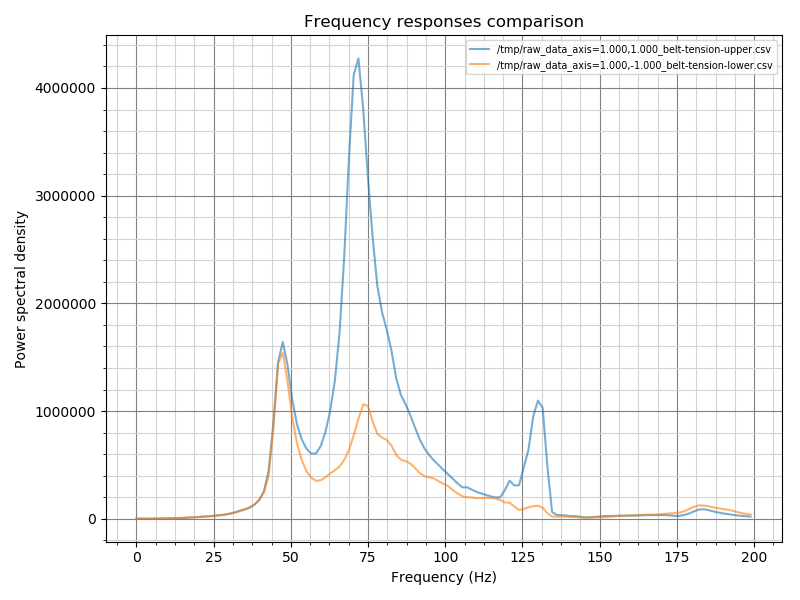 Frequency responses comparison
/tmp/raw_data_axis=1.000,1.000_belt-tension-upper.csv
/tmp/raw_data_axis=1.000,-1.000_belt-tension-lower.csv
Power spectral density
4000000
3000000
2000000
1000000
0
0 25 50 75 100 125 150 175 200
Frequency (Hz)